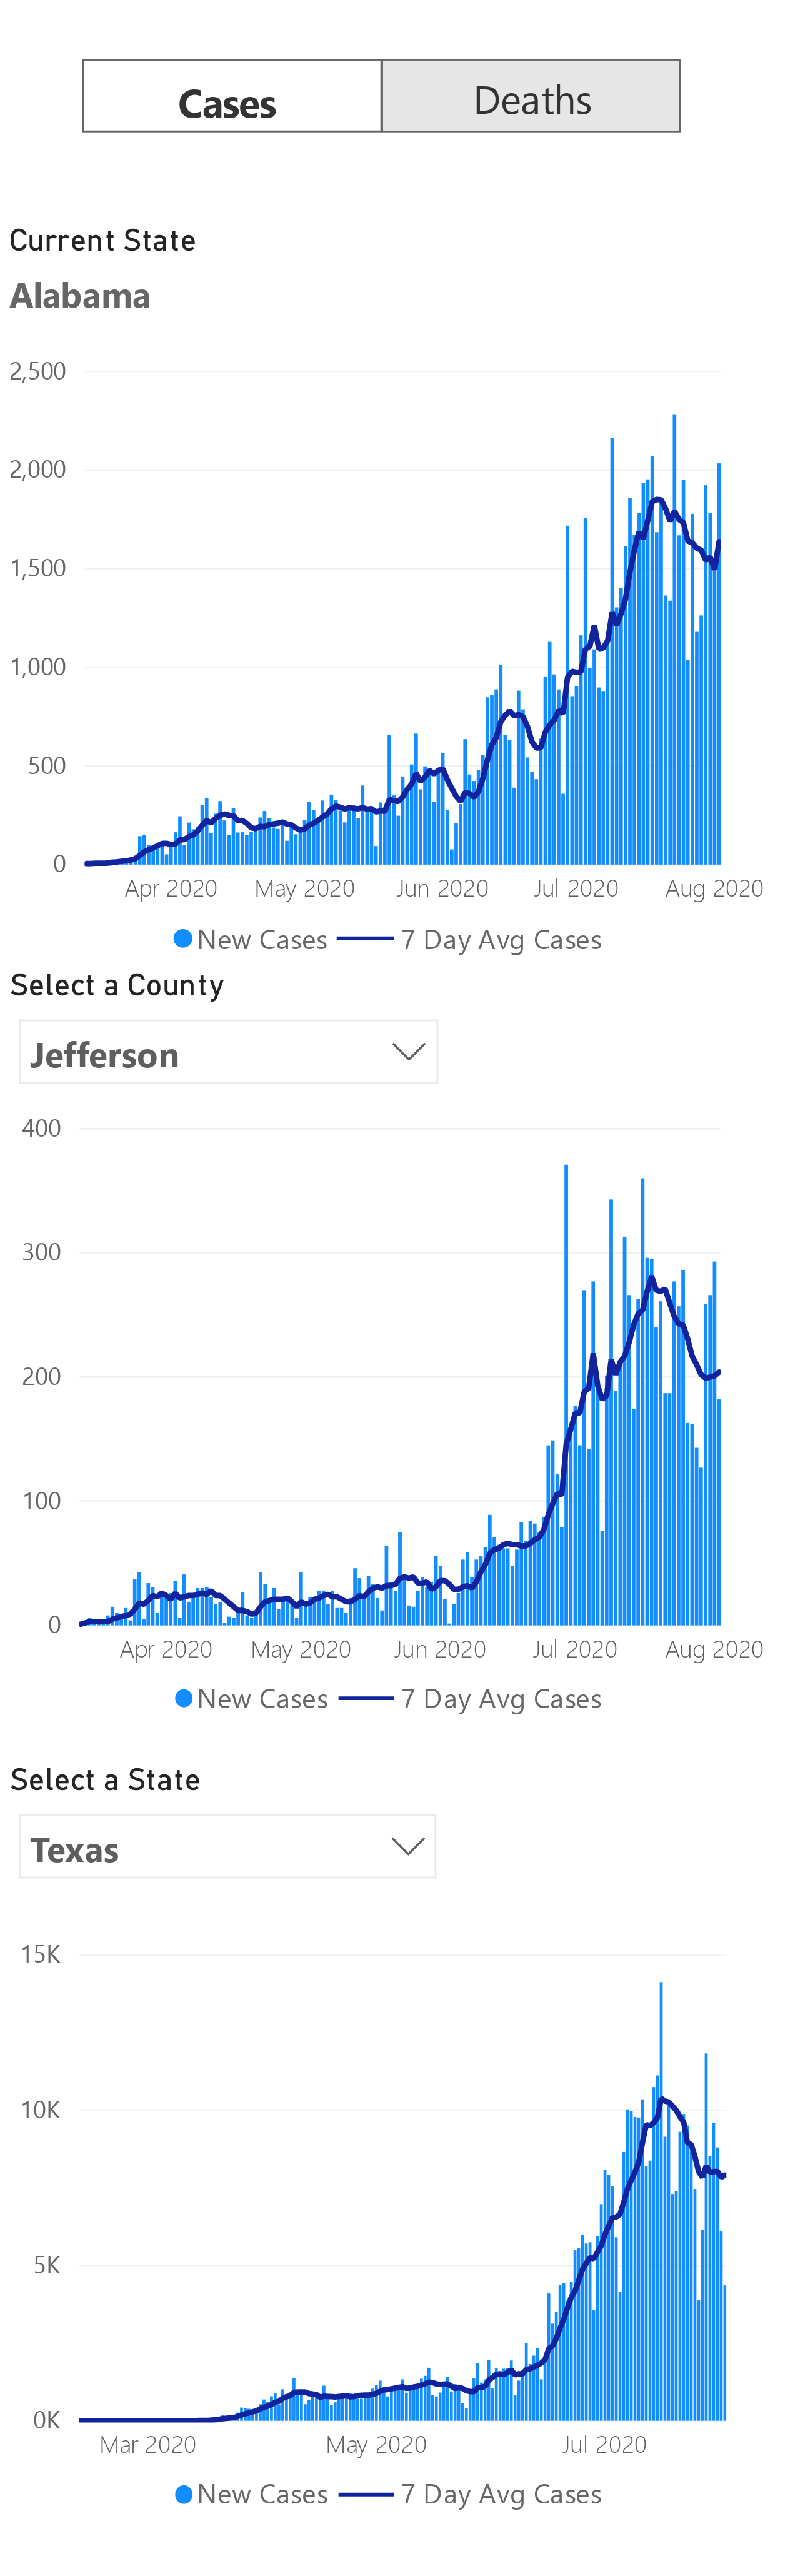 Cases Deaths
Current State
Alabama
2,500
2,000
1,500
1,000
500
0
Apr 2020 May 2020 Jun 2020 Jul 2020 Aug 2020
New Cases 7 Day Avg Cases
Select a County
Jefferson
400
300
200
100
0
Apr 2020 May 2020 Jun 2020 Jul 2020 Aug 2020
New Cases 7 Day Avg Cases
Select a State
Texas
15K
10K
5K
0K
Mar 2020 May 2020 Jul 2020
New Cases 7 Day Avg Cases